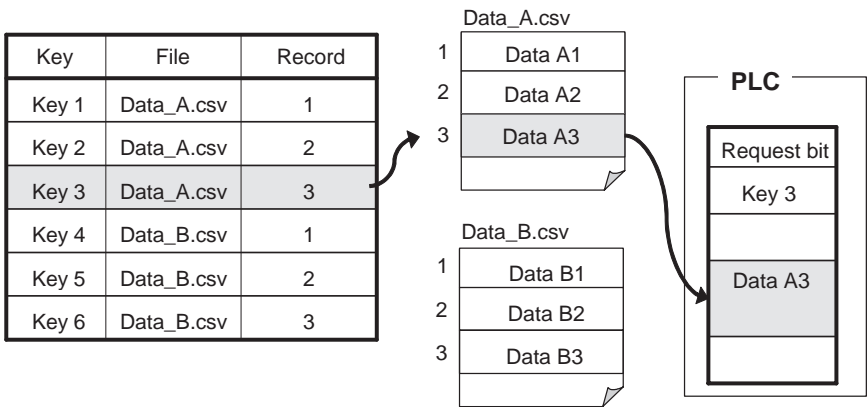 Key File Record
Key 1 Data_A.csv 1
Key 2 Data_A.csv 2
Key 3 Data_A.csv 3
Key 4 Data_B.csv 1
Key 5 Data_B.csv 2
Key 6 Data_B.csv 3
Data_A.csv
1 Data A1
2 Data A2
3 Data A3
Data_B.csv
1 Data B1
2 Data B2
3 Data B3
PLC
Request bit
Key 3
Data A3